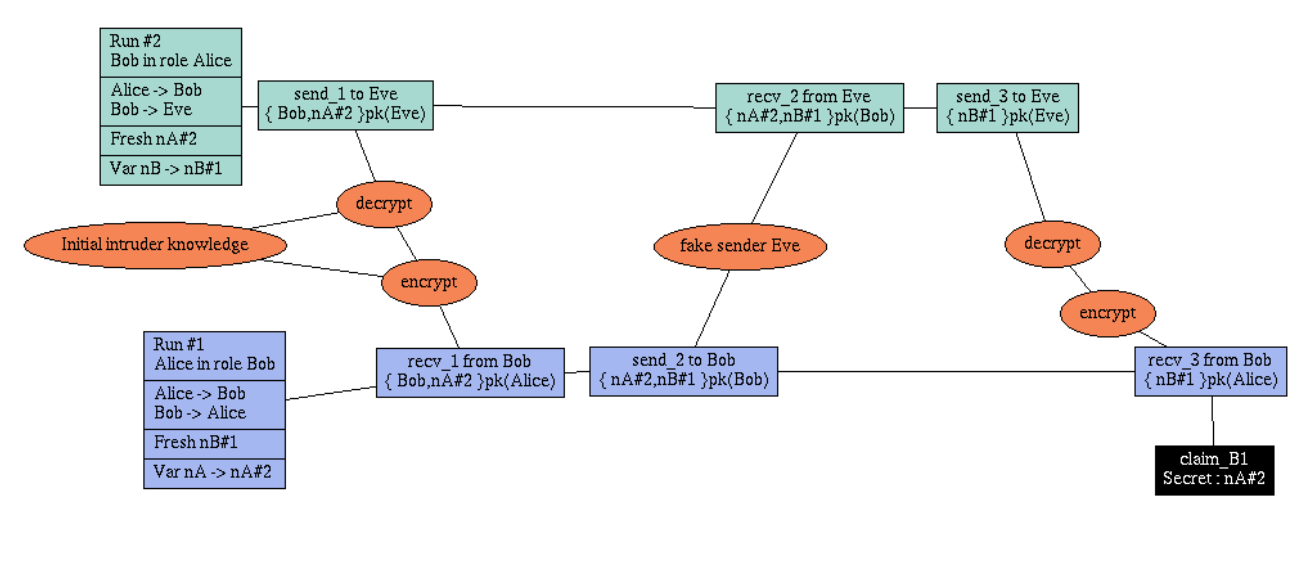 Run #2
Bob in role Alice
Alice -> Bob
Bob -> Eve
Fresh nA#2
Var nB -> nB#1
send_1 to Eve
{ Bob,nA#2 }pk(Eve)
recv_2 from Eve
{ nA#2,nB#1 }pk(Bob)
send_3 to Eve
{ nB#1 }pk(Eve)
decrypt
Initial intruder knowledge
fake sender Eve
decrypt
encrypt
encrypt
Run #1
Alice in role Bob
Alice -> Bob
Bob -> Alice
Fresh nB#1
Var nA -> nA#2
recv_1 from Bob
{ Bob,nA#2 }pk(Alice)
send_2 to Bob
{ nA#2,nB#1 }pk(Bob)
recv_3 from Bob
{ nB#1 }pk(Alice)
claim_B1
Secret : nA#2